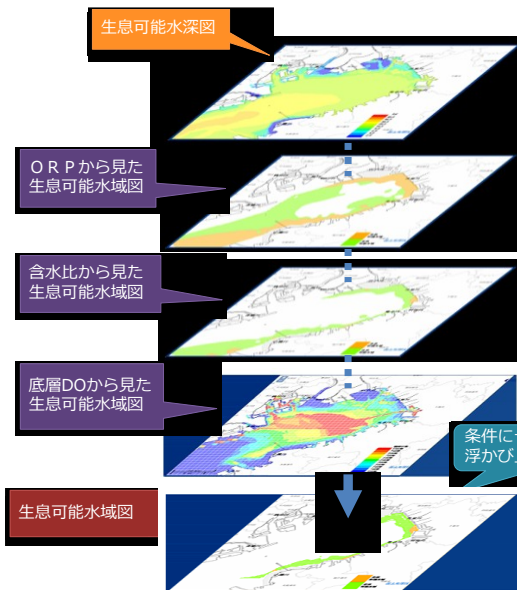 生息可能水深図
ＯＲＰから見た
生息可能水域図
含水比から見た
生息可能水域図
底層DOから見た
生息可能水域図
条件に
浮かび
生息可能水域図